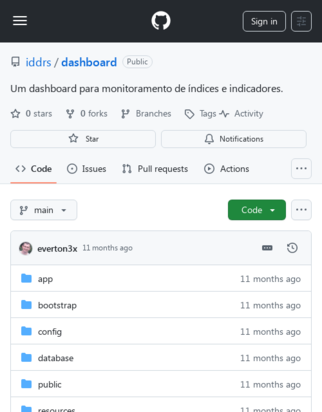 Sign in
iddrs / dashboard Public
Um dashboard para monitoramento de índices e indicadores.
0 stars 0 forks Branches Tags Activity
Star Notifications
Code Issues Pull requests Actions
main Code
everton3x 11 months ago
app 11 months ago
bootstrap 11 months ago
config 11 months ago
database 11 months ago
public 11 months ago
resources 11 months ago